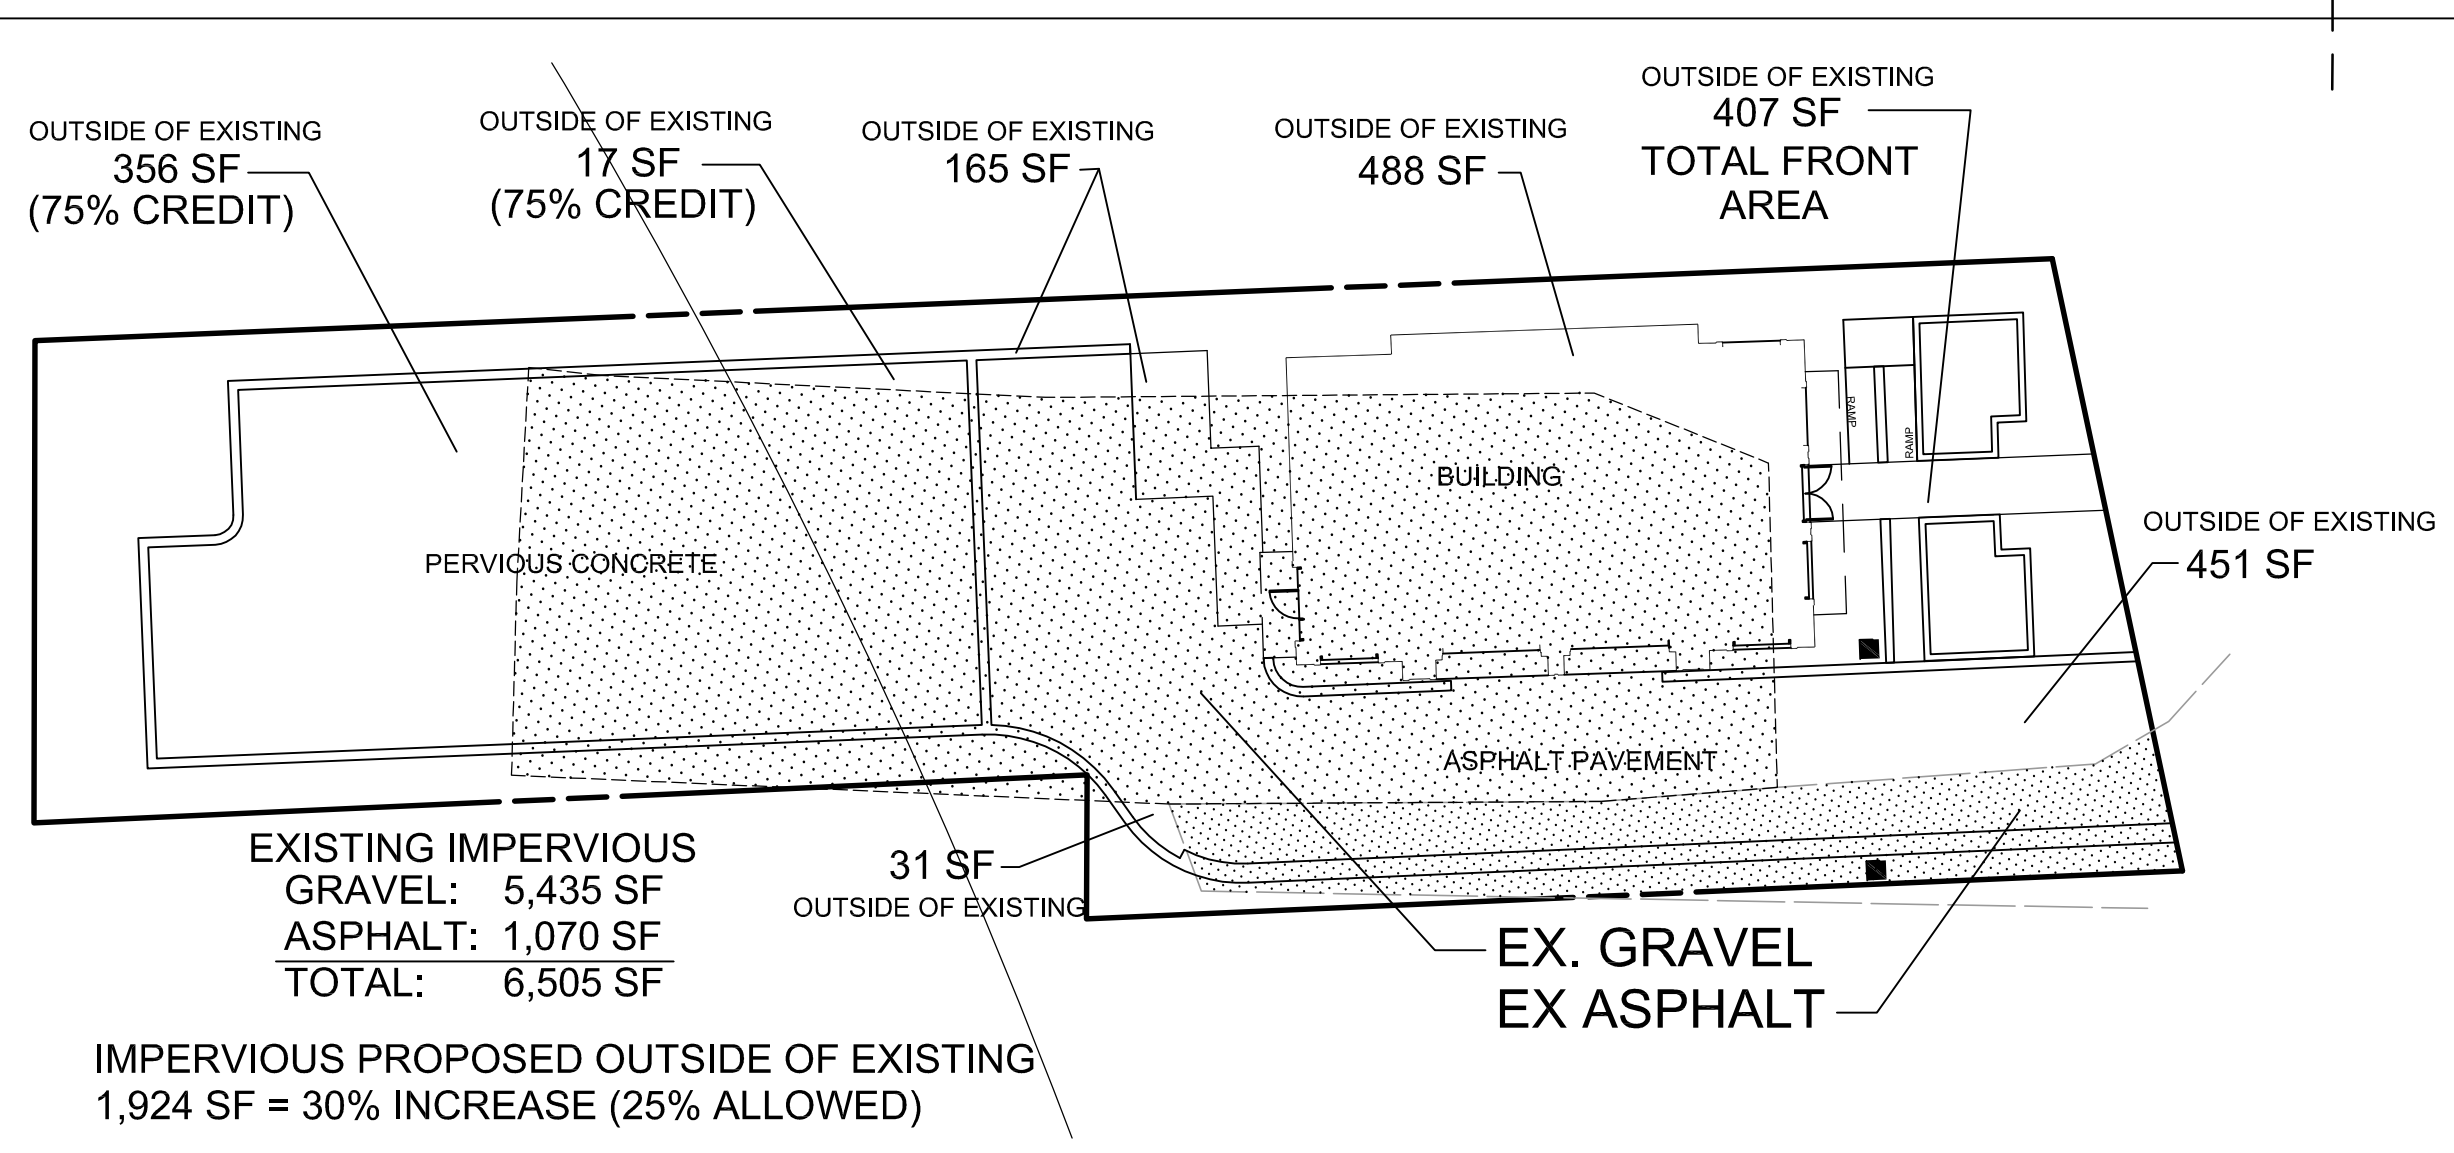 OUTSIDE OF EXISTING
356 SF
(75% CREDIT)
OUTSIDE OF EXISTING
17 SF
(75% CREDIT)
OUTSIDE OF EXISTING
165 SF
OUTSIDE OF EXISTING
488 SF
OUTSIDE OF EXISTING
407 SF
TOTAL FRONT
AREA
RAMP
RAMP
BUILDING
OUTSIDE OF EXISTING
451 SF
PERVIOUS CONCRETE
ASPHALT PAVEMENT
31 SF
OUTSIDE OF EXISTING
EXISTING IMPERVIOUS
GRAVEL: 5,435 SF
ASPHALT: 1,070 SF
TOTAL: 6,505 SF
EX. GRAVEL
EX ASPHALT
IMPERVIOUS PROPOSED OUTSIDE OF EXISTING
1,924 SF = 30% INCREASE (25% ALLOWED)